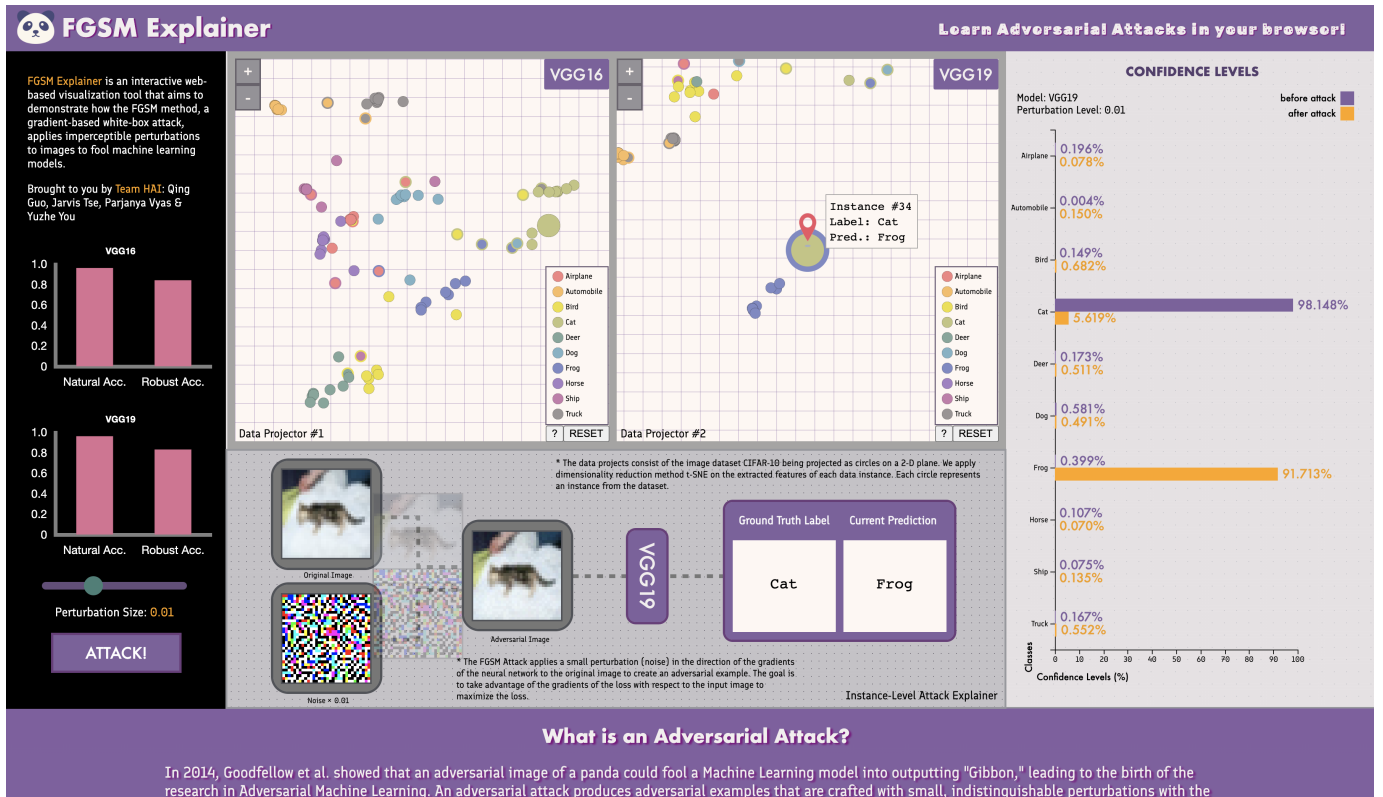 FGSM Explainer
Learn Adversarial Attacks in your browser!
FGSM Explainer is an interactive web-
based visualization tool that aims to
demonstrate how the FGSM method, a
gradient-based white-box attack,
applies imperceptible perturbations
to images to fool machine learning
models.
Brought to you by Team HAI: Qing
Guo, Jarvis Tse, Parjanya Vyas &
Yuzhe You
VGG16
1.0
0.8
0.6
0.4
0.2
0
Natural Acc.
Robust Acc.
VGG19
1.0
0.8
0.6
0.4
0.2
0
Natural Acc.
Robust Acc.
Perturbation Size: 0.01
ATTACK!
+
-
VGG16
Airplane
Automobile
Bird
Cat
Deer
Dog
Frog
Horse
Ship
Truck
Data Projector #1
? RESET
+
-
VGG19
Instance #34
Label: Cat
Pred.: Frog
Airplane
Automobile
Bird
Cat
Deer
Dog
Frog
Horse
Ship
Truck
Data Projector #2
? RESET
* The data projects consist of the image dataset CIFAR-10 being projected as circles on a 2-D plane. We apply
dimensionality reduction method t-SNE on the extracted features of each data instance. Each circle represents
an instance from the dataset.
Original Image
Noise × 0.01
Adversarial Image
VGG19
Ground Truth Label
Current Prediction
Cat
Frog
* The FGSM Attack applies a small perturbation (noise) in the direction of the gradients
of the neural network to the original image to create an adversarial example. The goal is
to take advantage of the gradients of the loss with respect to the input image to
maximize the loss.
Instance-Level Attack Explainer
CONFIDENCE LEVELS
Model: VGG19
Perturbation Level: 0.01
before attack
after attack
Airplane
0.196%
0.078%
Automobile
0.004%
0.150%
Bird
0.149%
0.682%
Cat
98.148%
5.619%
Deer
0.173%
0.511%
Dog
0.581%
0.491%
Frog
0.399%
91.713%
Horse
0.107%
0.070%
Ship
0.075%
0.135%
Truck
0.167%
0.552%
Classes
0 10 20 30 40 50 60 70 80 90 100
Confidence Levels (%)
What is an Adversarial Attack?
In 2014, Goodfellow et al. showed that an adversarial image of a panda could fool a Machine Learning model into outputting "Gibbon," leading to the birth of the
research in Adversarial Machine Learning. An adversarial attack produces adversarial examples that are crafted with small, indistinguishable perturbations with the